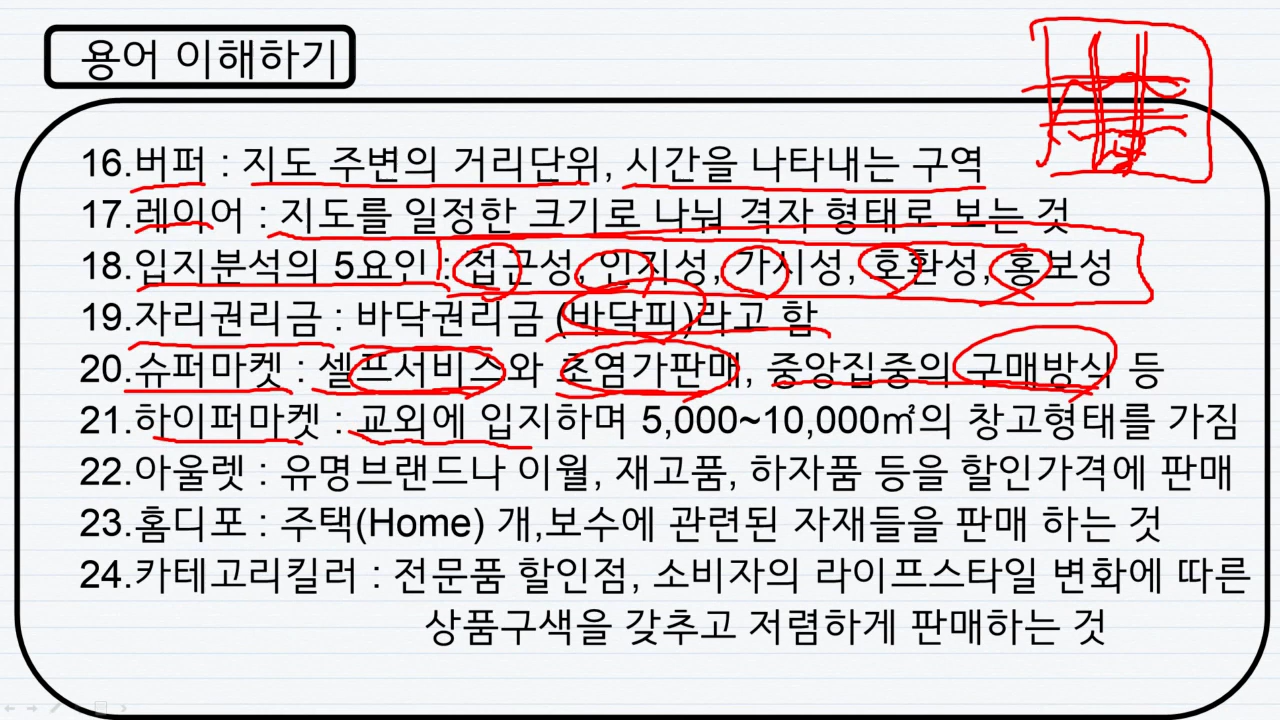 용어 이해하기
16.버퍼 : 지도 주변의 거리단위, 시간을 나타내는 구역
17.레이어 : 지도를 일정한 크기로 나눠 격자 형태로 보는 것
18.입지분석의 5요인 : 접근성, 인지성, 가시성, 호환성, 홍보성
19.자리권리금 : 바닥권리금 (바닥피)라고 함
20.슈퍼마켓 : 셀프서비스와 초염가판매, 중앙집중의 구매방식 등
21.하이퍼마켓 : 교외에 입지하며 5,000~10,000㎡의 창고형태를 가짐
22.아울렛 : 유명브랜드나 이월, 재고품, 하자품 등을 할인가격에 판매
23.홈디포 : 주택(Home) 개,보수에 관련된 자재들을 판매 하는 것
24.카테고리킬러 : 전문품 할인점, 소비자의 라이프스타일 변화에 따른
상품구색을 갖추고 저렴하게 판매하는 것